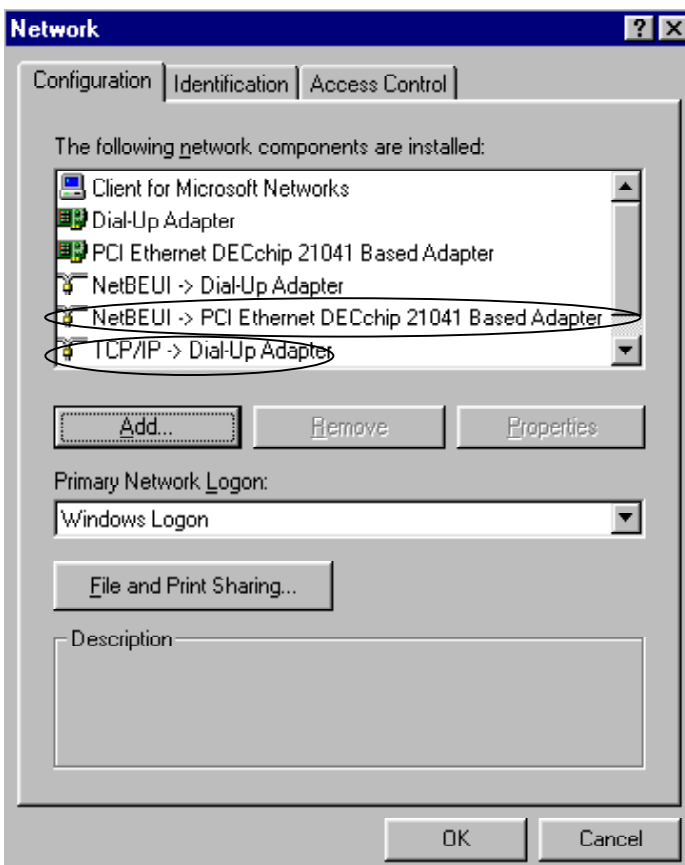 Network
Configuration Identification Access Control
The following network components are installed:
Client for Microsoft Networks
Dial-Up Adapter
PCI Ethernet DECchip 21041 Based Adapter
NetBEUI -> Dial-Up Adapter
NetBEUI -> PCI Ethernet DECchip 21041 Based Adapter
TCP/IP -> Dial-Up Adapter
Add... Remove Properties
Primary Network Logon:
Windows Logon
File and Print Sharing...
Description
OK Cancel